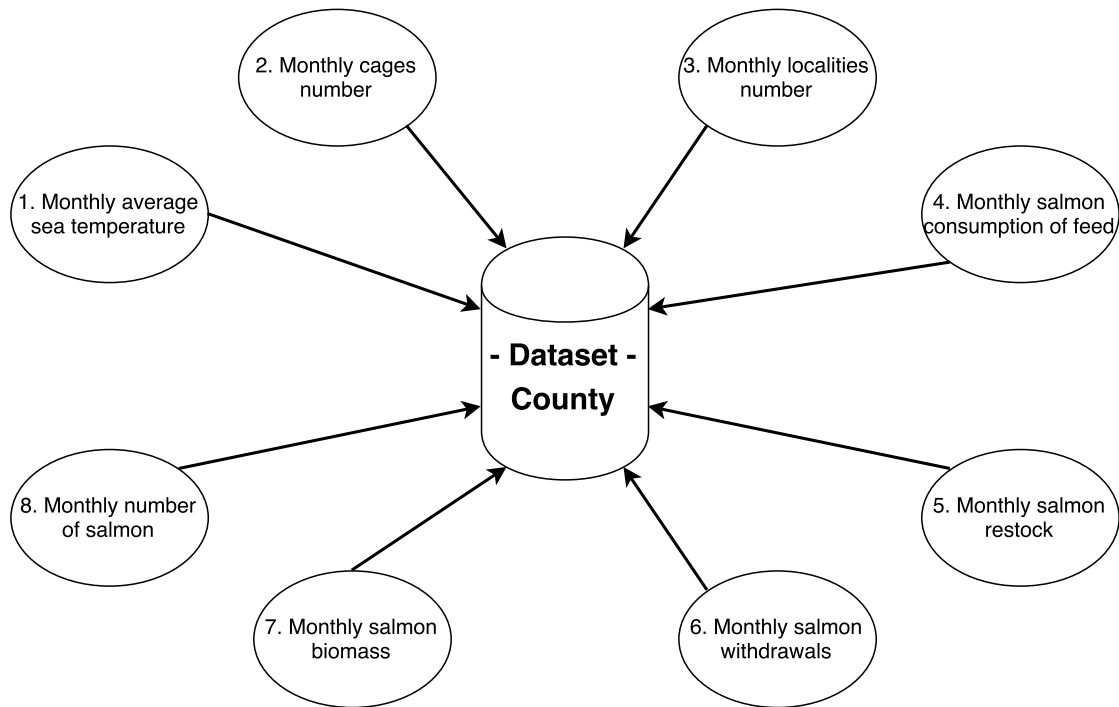 1. Monthly average
sea temperature
2. Monthly cages
number
3. Monthly localities
number
4. Monthly salmon
consumption of feed
- Dataset -
County
5. Monthly salmon
restock
6. Monthly salmon
withdrawals
7. Monthly salmon
biomass
8. Monthly number
of salmon